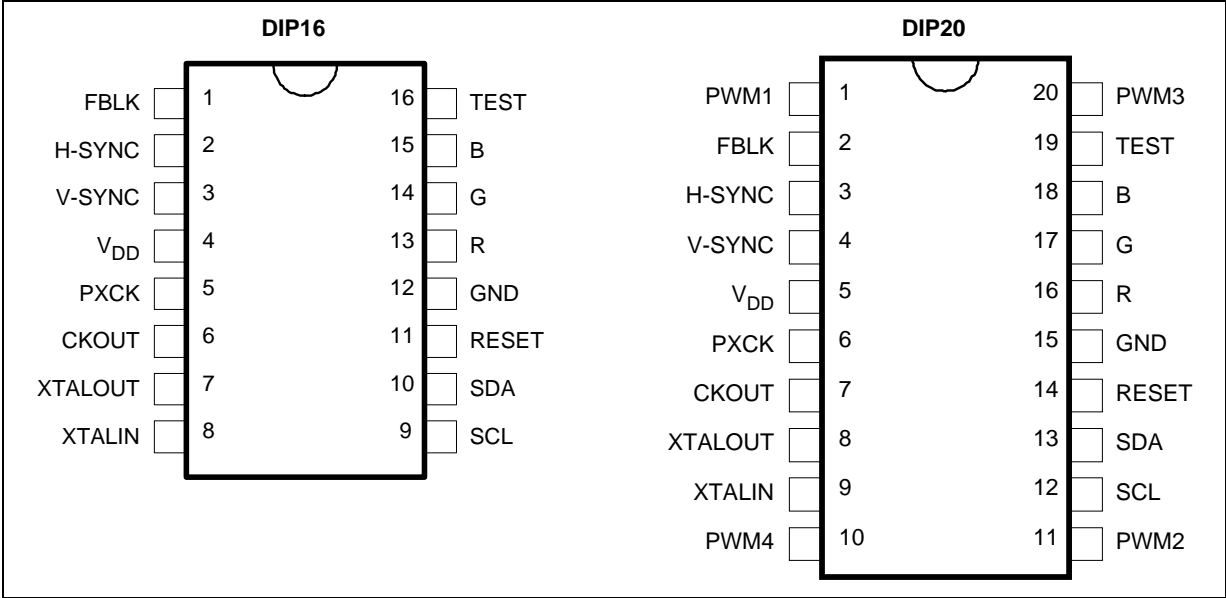 DIP16
FBLK 1 16 TEST
H-SYNC 2 15 B
V-SYNC 3 14 G
VDD 4 13 R
PXCK 5 12 GND
CKOUT 6 11 RESET
XTALOUT 7 10 SDA
XTALIN 8 9 SCL
DIP20
PWM1 1 20 PWM3
FBLK 2 19 TEST
H-SYNC 3 18 B
V-SYNC 4 17 G
VDD 5 16 R
PXCK 6 15 GND
CKOUT 7 14 RESET
XTALOUT 8 13 SDA
XTALIN 9 12 SCL
PWM4 10 11 PWM2